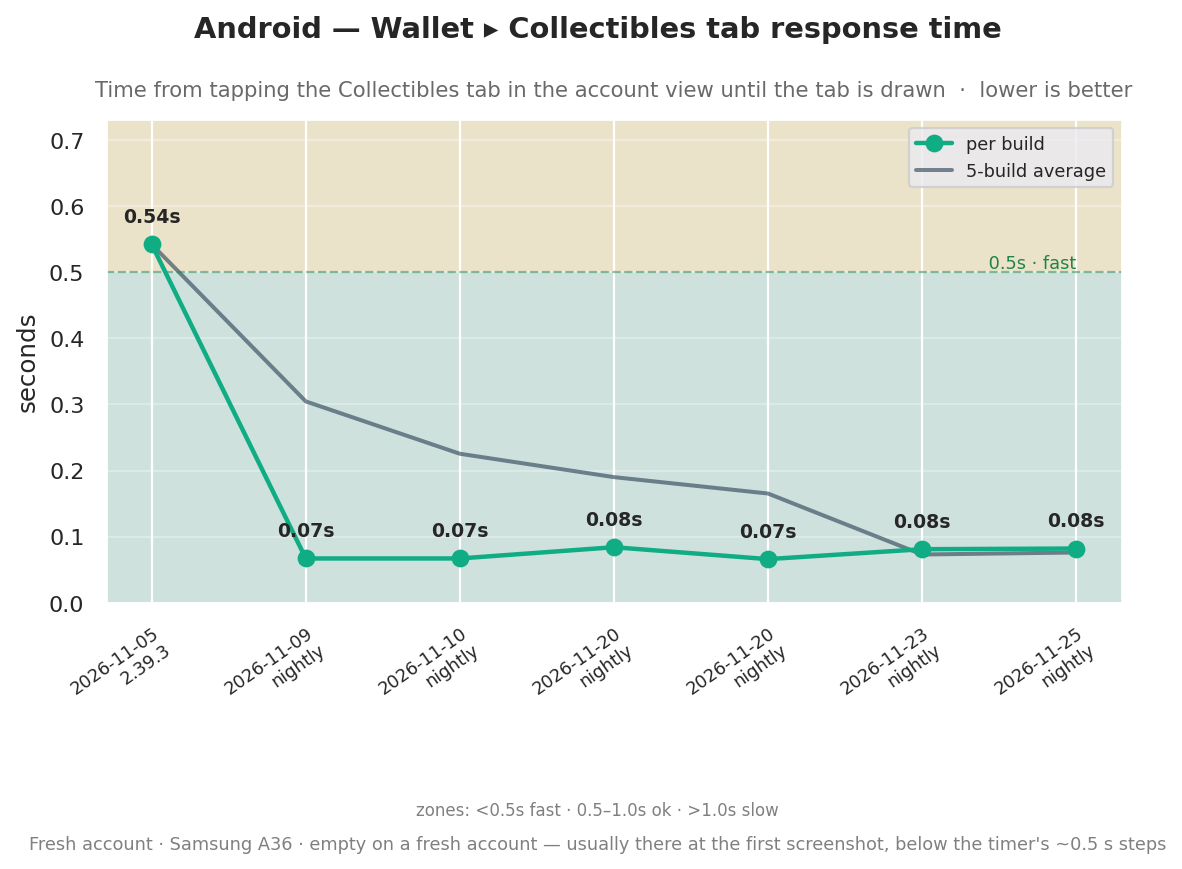 Android — Wallet ▸ Collectibles tab response time
Time from tapping the Collectibles tab in the account view until the tab is drawn · lower is better
per build
5-build average
seconds
0.7
0.6
0.5
0.4
0.3
0.2
0.1
0.0
0.5s · fast
0.54s
0.07s
0.07s
0.08s
0.07s
0.08s
0.08s
2026-11-05
2.39.3
2026-11-09
nightly
2026-11-10
nightly
2026-11-20
nightly
2026-11-20
nightly
2026-11-23
nightly
2026-11-25
nightly
zones: <0.5s fast · 0.5–1.0s ok · >1.0s slow
Fresh account · Samsung A36 · empty on a fresh account — usually there at the first screenshot, below the timer's ~0.5 s steps